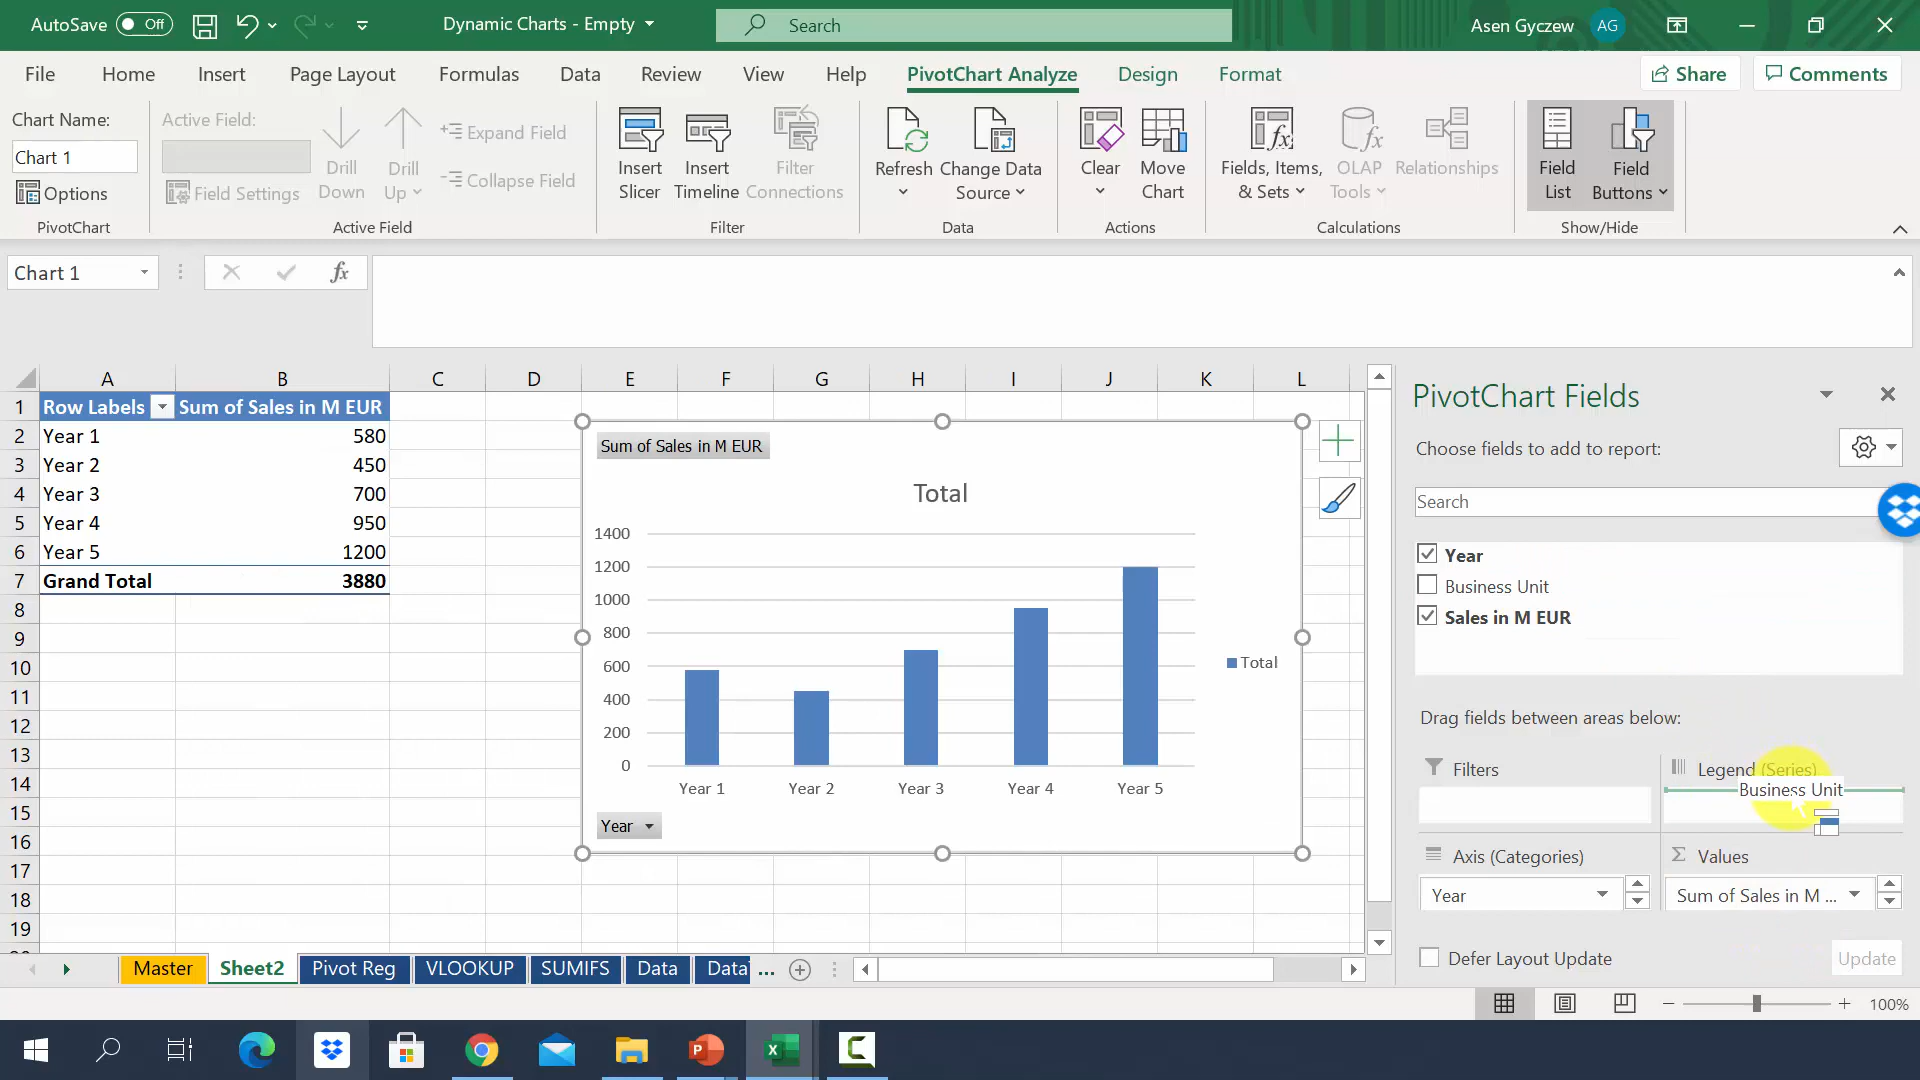 AutoSave Off Dynamic Charts - Empty Search Asen Gyczew AG
File Home Insert Page Layout Formulas Data Review View Help PivotChart Analyze Design Format Share Comments
Chart Name:
Chart 1
Options
PivotChart
Active Field:
Field Settings
Drill Down
Drill Up
Expand Field
Collapse Field
Active Field
Insert Slicer
Insert Timeline
Filter Connections
Filter
Refresh
Change Data Source
Data
Clear
Move Chart
Actions
Fields, Items, & Sets
OLAP Tools
Relationships
Calculations
Field List
Field Buttons
Show/Hide
Chart 1 fx
A B C D E F G H I J K L
1 Row Labels Sum of Sales in M EUR
2 Year 1 580
3 Year 2 450
4 Year 3 700
5 Year 4 950
6 Year 5 1200
7 Grand Total 3880
8
9
10
11
12
13
14
15
16
17
18
19
Sum of Sales in M EUR
Total
1400
1200
1000
800
600
400
200
0
Year 1 Year 2 Year 3 Year 4 Year 5
Total
Year
PivotChart Fields
Choose fields to add to report:
Search
Year
Business Unit
Sales in M EUR
Drag fields between areas below:
Filters
Legend (Series)
Business Unit
Axis (Categories)
Year
Values
Sum of Sales in M ...
Defer Layout Update Update
Master Sheet2 Pivot Reg VLOOKUP SUMIFS Data Data ...
100%